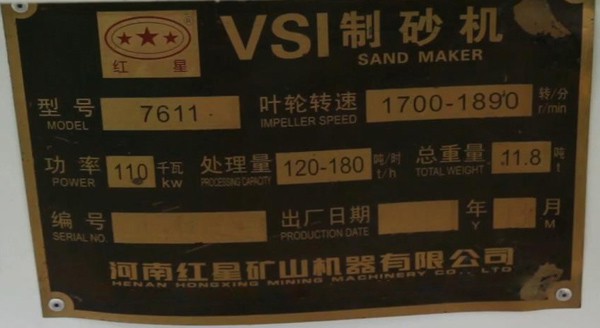 红星
VSI制砂机
SAND MAKER
型号 7611 叶轮转速 1700-1890 转/分
MODEL IMPELLER SPEED r/min
功率 110 千瓦 处理量 120-180 吨/时 总重量 11.8 吨
POWER kw PROCESSING CAPACITY t/h TOTAL WEIGHT t
编号 出厂日期 年 月
SERIAL NO. PRODUCTION DATE Y M
河南红星矿山机器有限公司
HENAN HONGXING MINING MACHINERY CO., LTD